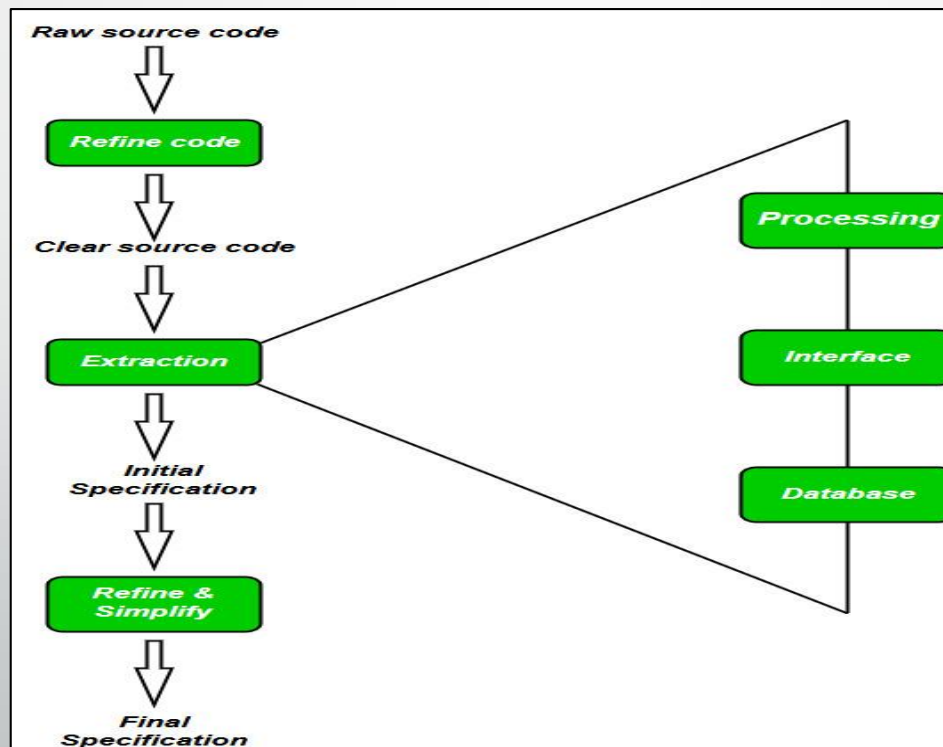 Raw source code
Refine code
Clear source code
Extraction
Initial
Specification
Refine &
Simplify
Final
Specification
Processing
Interface
Database